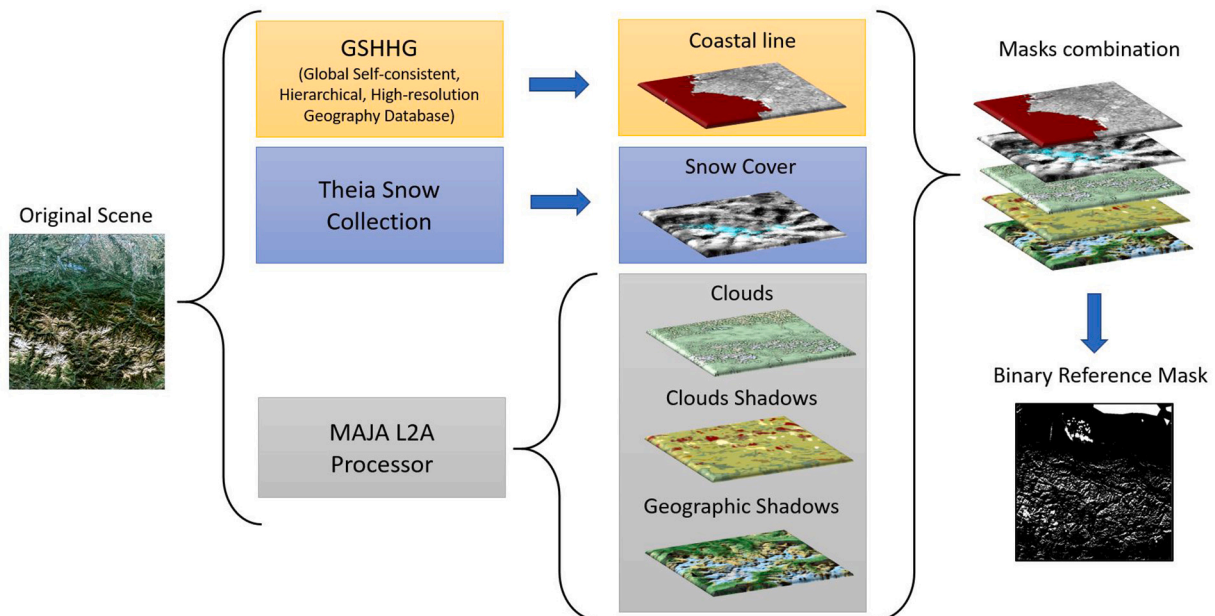 Original Scene
GSHHG
(Global Self-consistent,
Hierarchical, High-resolution
Geography Database)
Theia Snow
Collection
MAJA L2A
Processor
Coastal line
Snow Cover
Clouds
Clouds Shadows
Geographic Shadows
Masks combination
Binary Reference Mask